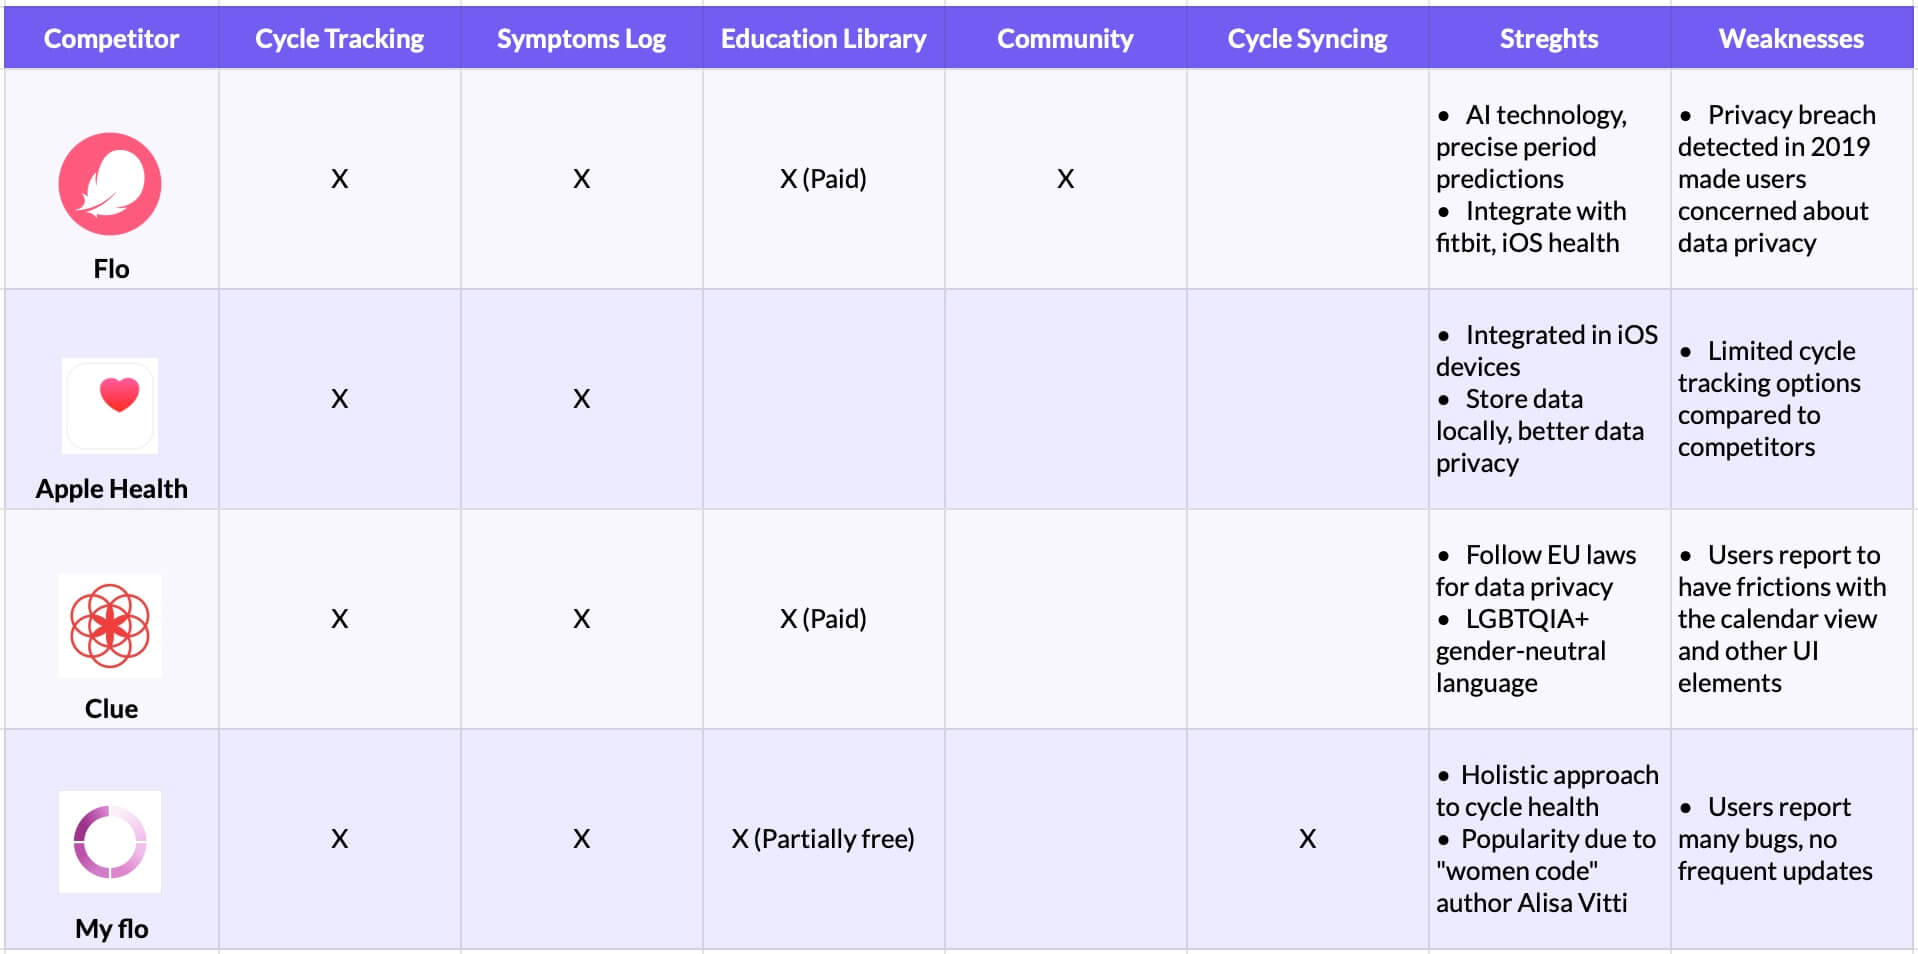 Competitor Cycle Tracking Symptoms Log Education Library Community Cycle Syncing Streghts Weaknesses
Flo
X
X
X (Paid)
X
• AI technology,
precise period
predictions
• Integrate with
fitbit, iOS health
• Privacy breach
detected in 2019
made users
concerned about
data privacy
Apple Health
X
X
• Integrated in iOS
devices
• Store data
locally, better data
privacy
• Limited cycle
tracking options
compared to
competitors
Clue
X
X
X (Paid)
• Follow EU laws
for data privacy
• LGBTQIA+
gender-neutral
language
• Users report to
have frictions with
the calendar view
and other UI
elements
My flo
X
X
X (Partially free)
X
• Holistic approach
to cycle health
• Popularity due to
"women code"
author Alisa Vitti
• Users report
many bugs, no
frequent updates